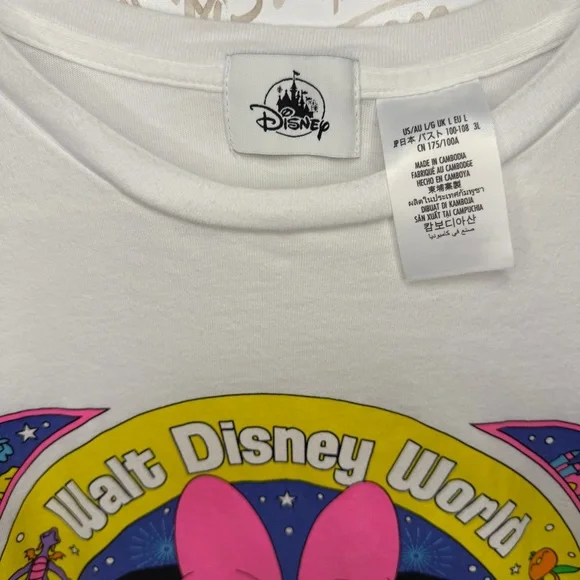 Disney
US/AU L/G UK L EU L
JP日本 バスト 100-108 3L
CN 175/100A
MADE IN CAMBODIA
FABRIQUÉ AU CAMBODGE
HECHO EN CAMBOYA
柬埔寨製
ผลิตในประเทศกัมพูชา
DIBUAT DI KAMBOJA
SẢN XUẤT TẠI CAMPUCHIA
캄보디아산
صنع في كمبوديا
Walt Disney World